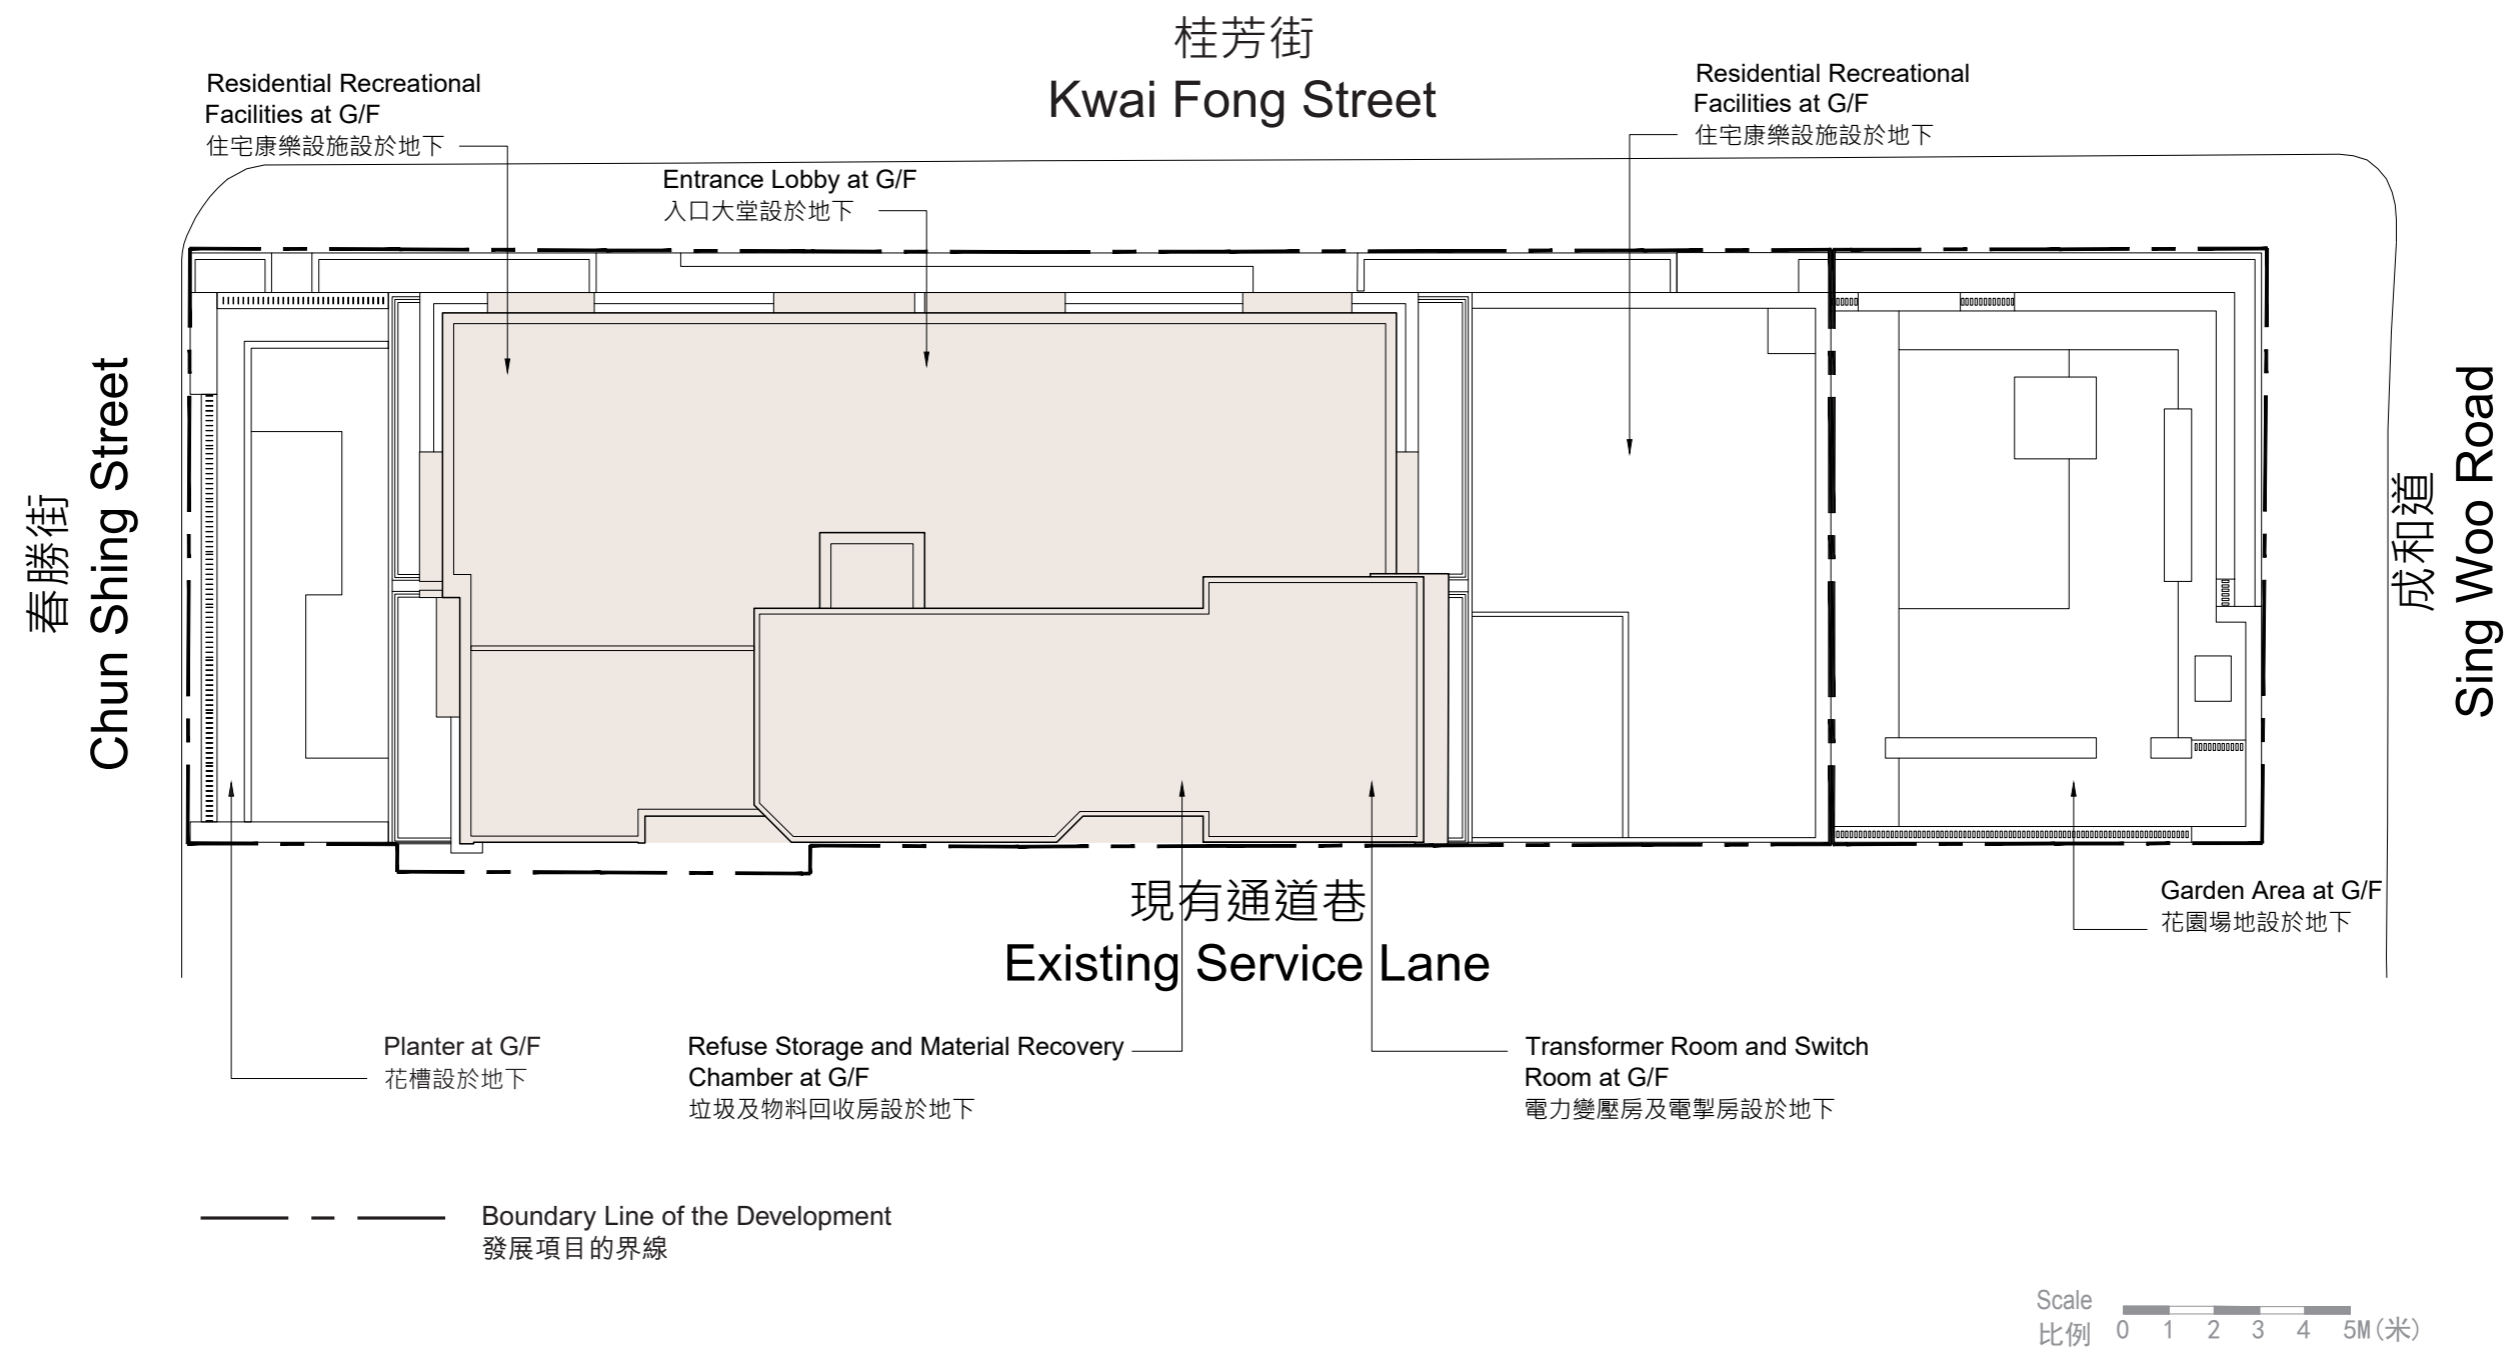 桂芳街
Kwai Fong Street
Residential Recreational
Facilities at G/F
住宅康樂設施設於地下
Residential Recreational
Facilities at G/F
住宅康樂設施設於地下
Entrance Lobby at G/F
入口大堂設於地下
春勝街
Chun Shing Street
成和道
Sing Woo Road
現有通道巷
Existing Service Lane
Garden Area at G/F
花園場地設於地下
Planter at G/F
花槽設於地下
Refuse Storage and Material Recovery
Chamber at G/F
垃圾及物料回收房設於地下
Transformer Room and Switch
Room at G/F
電力變壓房及電掣房設於地下
Boundary Line of the Development
發展項目的界線
Scale
比例
0 1 2 3 4 5M(米)